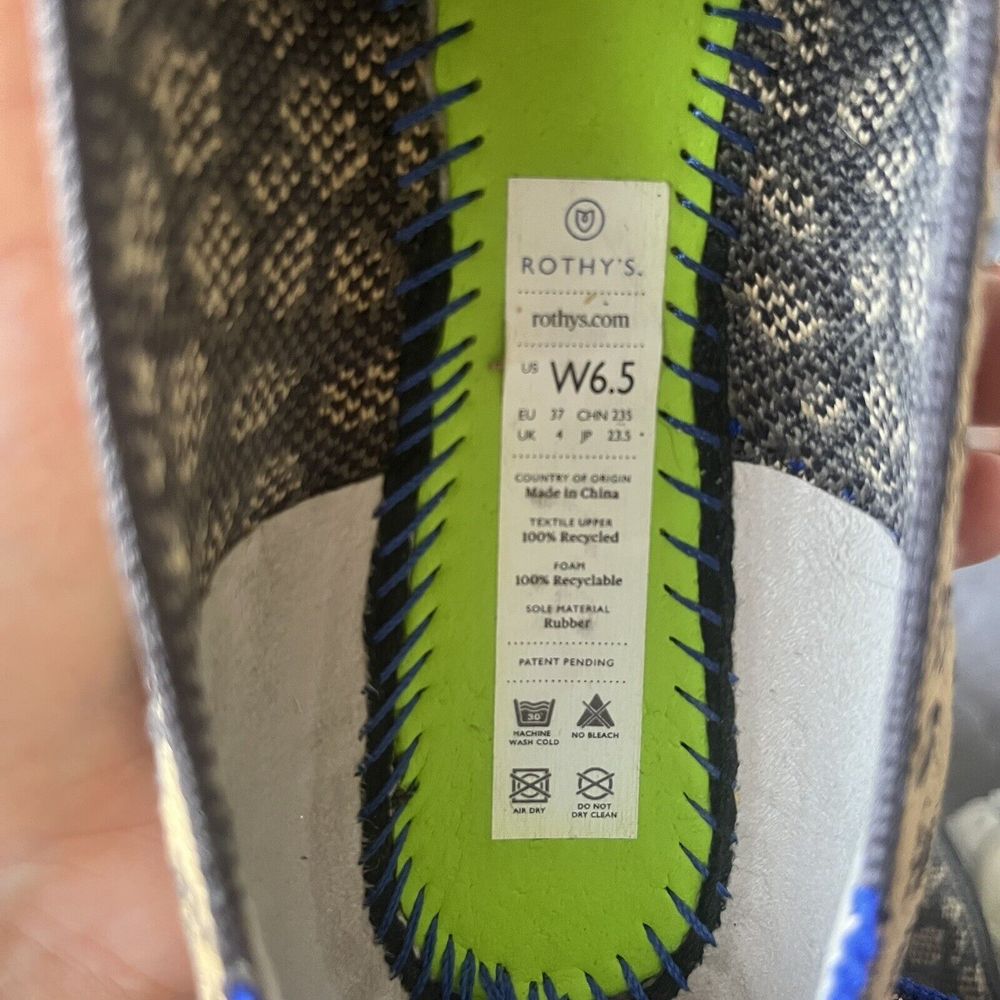 ROTHY'S.
rothys.com
US W6.5
EU 37 CHN 235
UK 4 JP 23.5
COUNTRY OF ORIGIN
Made in China
TEXTILE UPPER
100% Recycled
FOAM
100% Recyclable
SOLE MATERIAL
Rubber
PATENT PENDING
30°
MACHINE WASH COLD
NO BLEACH
AIR DRY
DO NOT DRY CLEAN